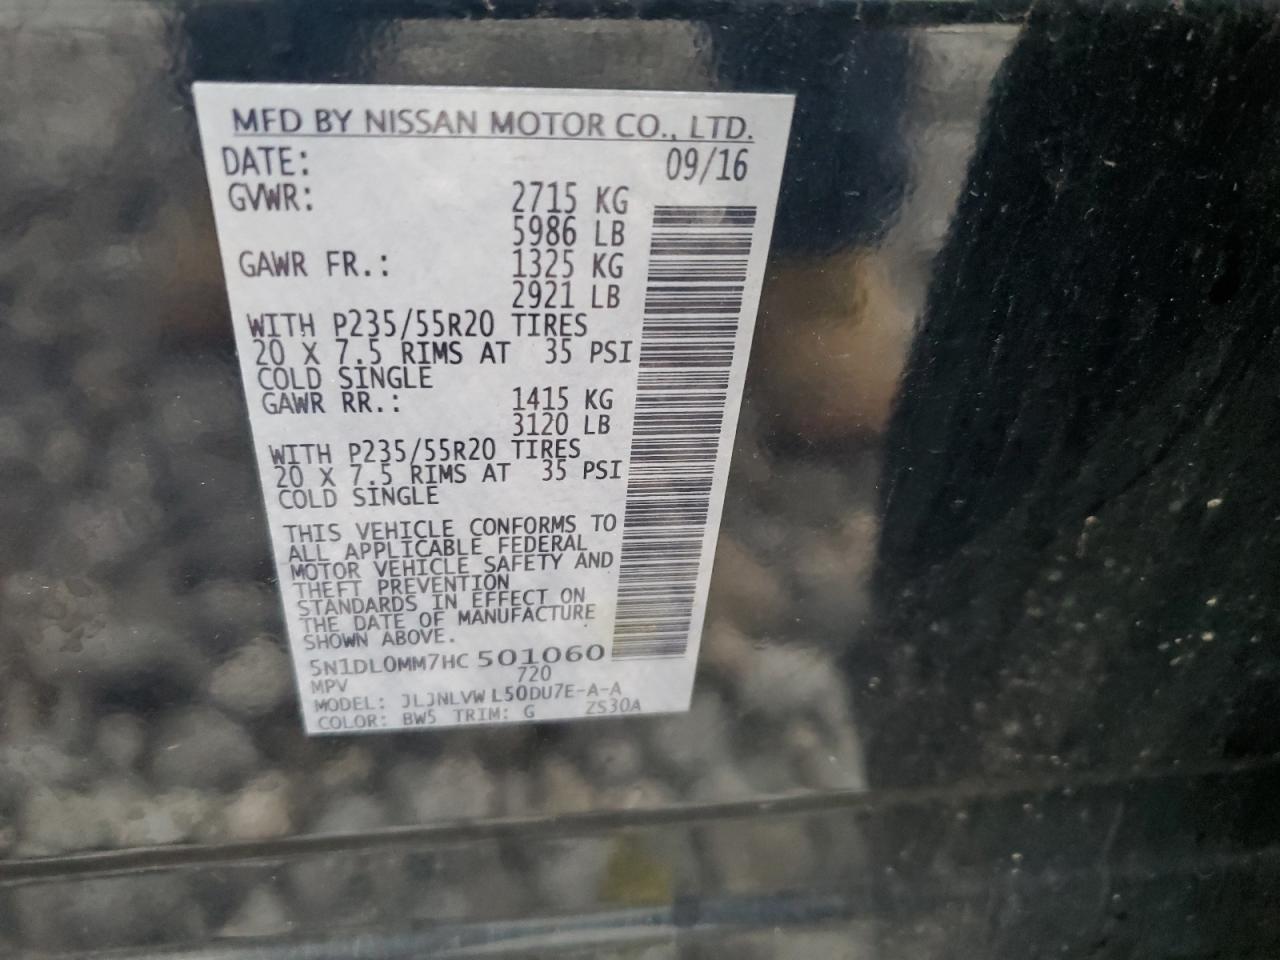 MFD BY NISSAN MOTOR CO., LTD.
DATE: 09/16
GVWR: 2715 KG
5986 LB
GAWR FR.: 1325 KG
2921 LB
WITH P235/55R20 TIRES
20 X 7.5 RIMS AT 35 PSI
COLD SINGLE
GAWR RR.: 1415 KG
3120 LB
WITH P235/55R20 TIRES
20 X 7.5 RIMS AT 35 PSI
COLD SINGLE
THIS VEHICLE CONFORMS TO
ALL APPLICABLE FEDERAL
MOTOR VEHICLE SAFETY AND
THEFT PREVENTION
STANDARDS IN EFFECT ON
THE DATE OF MANUFACTURE
SHOWN ABOVE.
5N1DL0MM7HC 501060
MPV 720
MODEL: JLJNLVW L50DU7E-A-A
COLOR: BW5 TRIM: G ZS30A